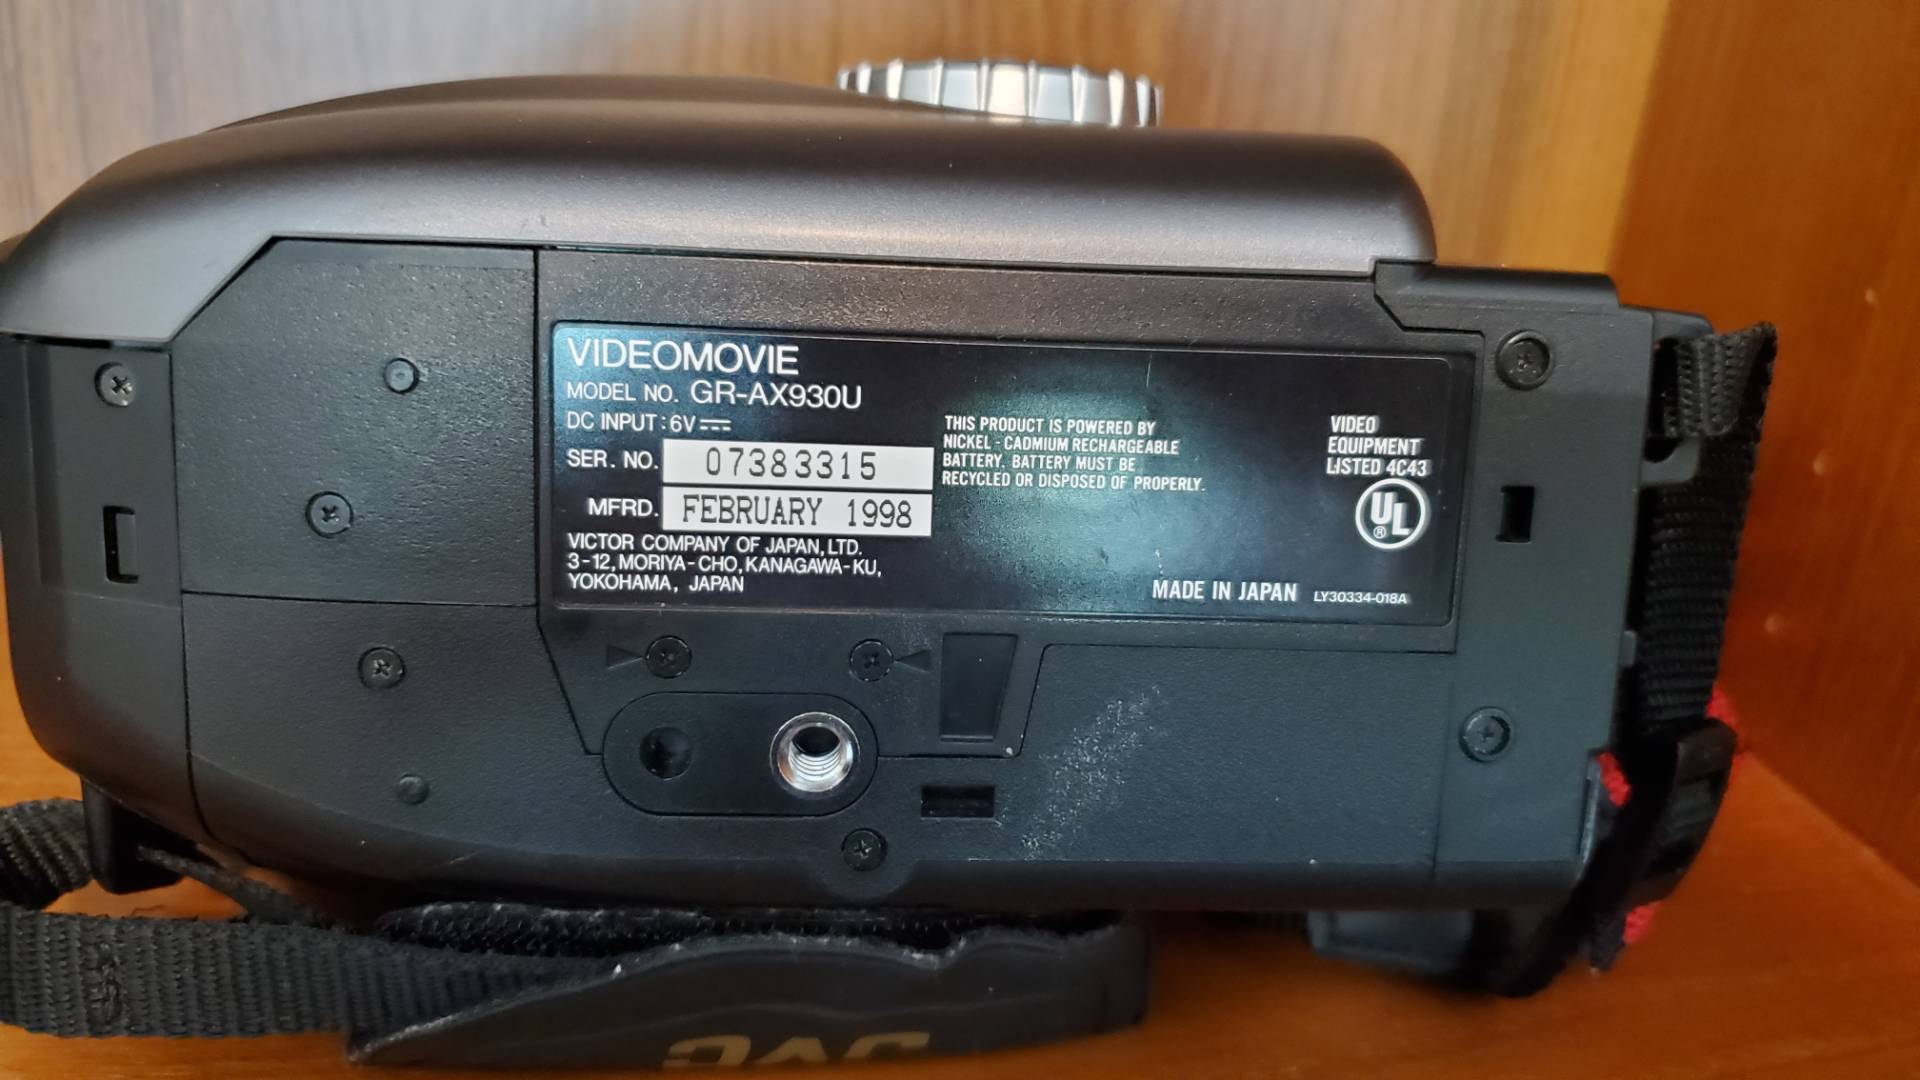 VIDEOMOVIE
MODEL NO. GR-AX930U
DC INPUT : 6V ⎓
SER. NO. 07383315
MFRD. FEBRUARY 1998
VICTOR COMPANY OF JAPAN, LTD.
3-12, MORIYA-CHO, KANAGAWA-KU,
YOKOHAMA, JAPAN
THIS PRODUCT IS POWERED BY
NICKEL-CADMIUM RECHARGEABLE
BATTERY. BATTERY MUST BE
RECYCLED OR DISPOSED OF PROPERLY.
VIDEO
EQUIPMENT
LISTED 4C43
UL
®
MADE IN JAPAN LY30334-018A
JVC